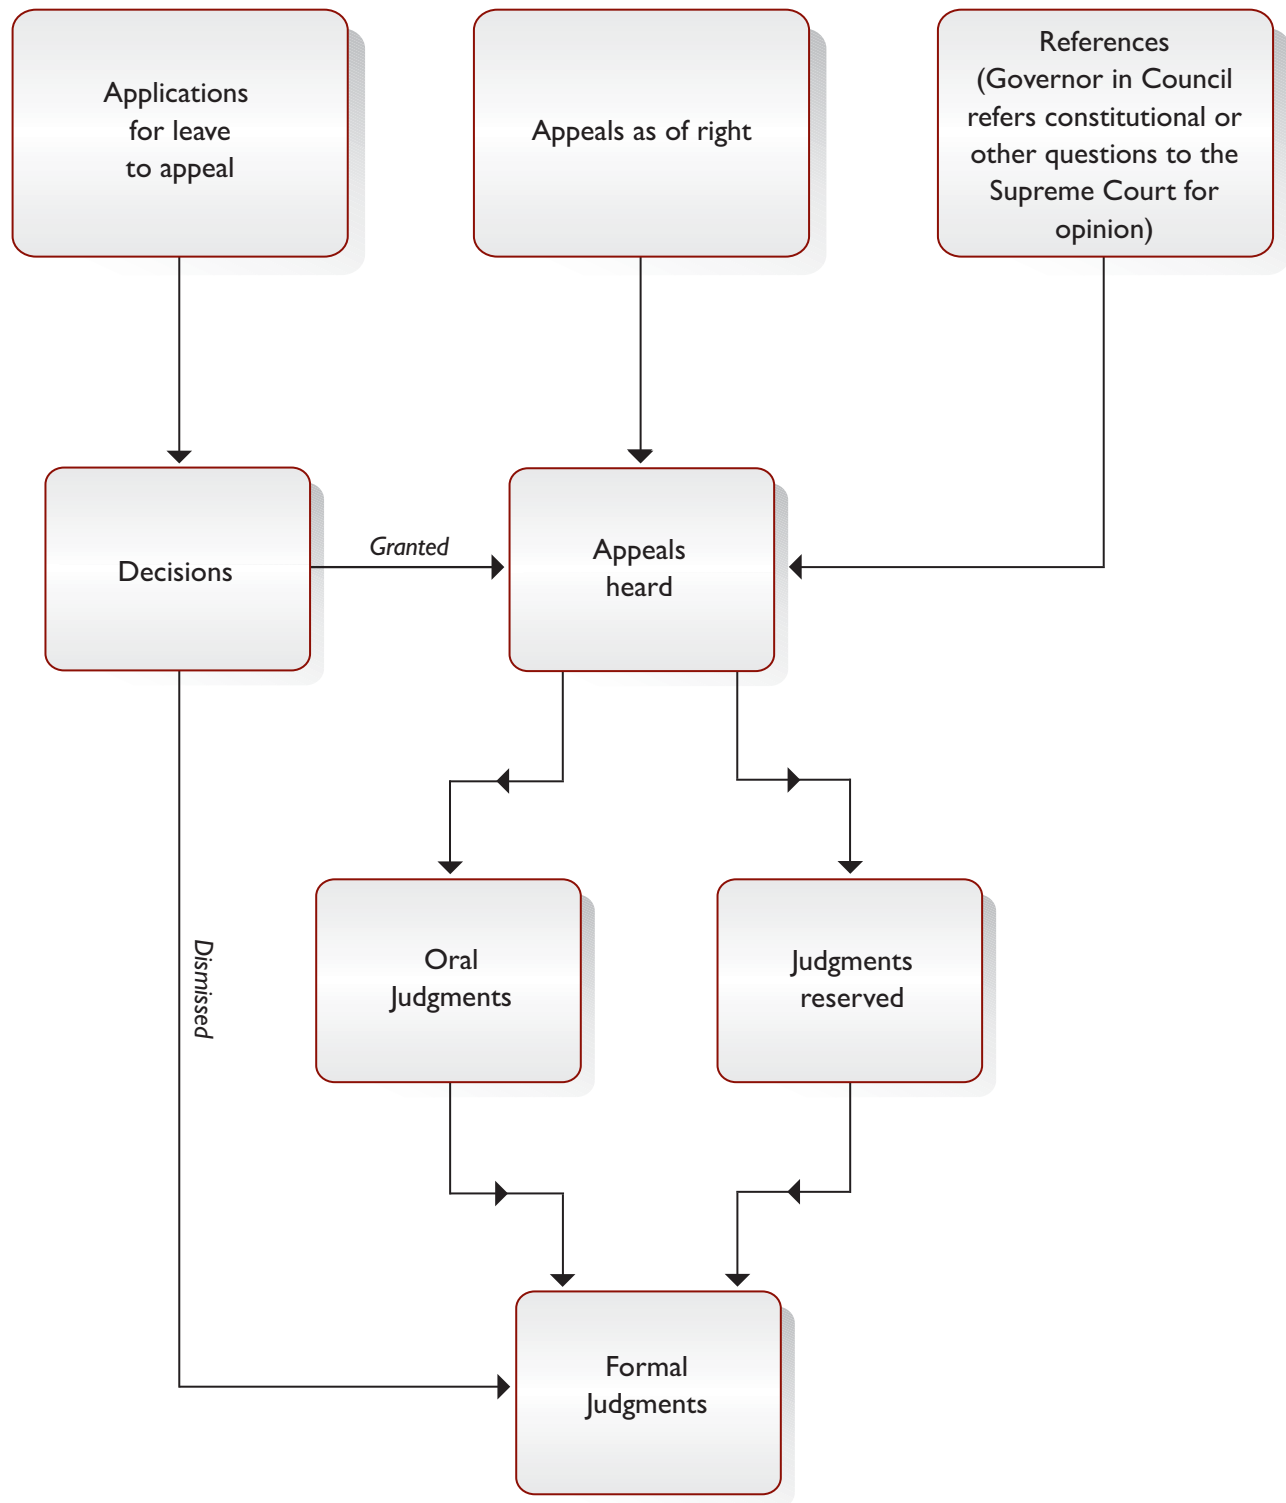 Applications
for leave
to appeal
Appeals as of right
References
(Governor in Council
refers constitutional or
other questions to the
Supreme Court for
opinion)
Decisions
Granted
Appeals
heard
Dismissed
Oral
Judgments
Judgments
reserved
Formal
Judgments